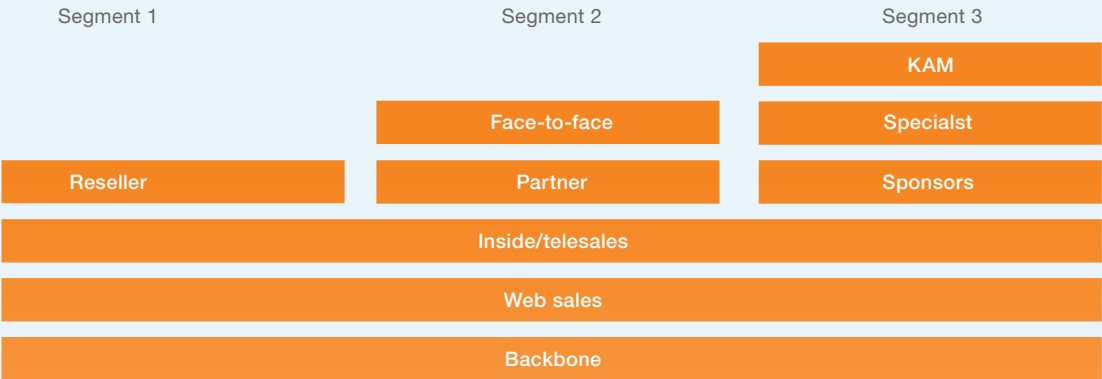 Segment 1
Segment 2
Segment 3
KAM
Face-to-face
Specialst
Reseller
Partner
Sponsors
Inside/telesales
Web sales
Backbone